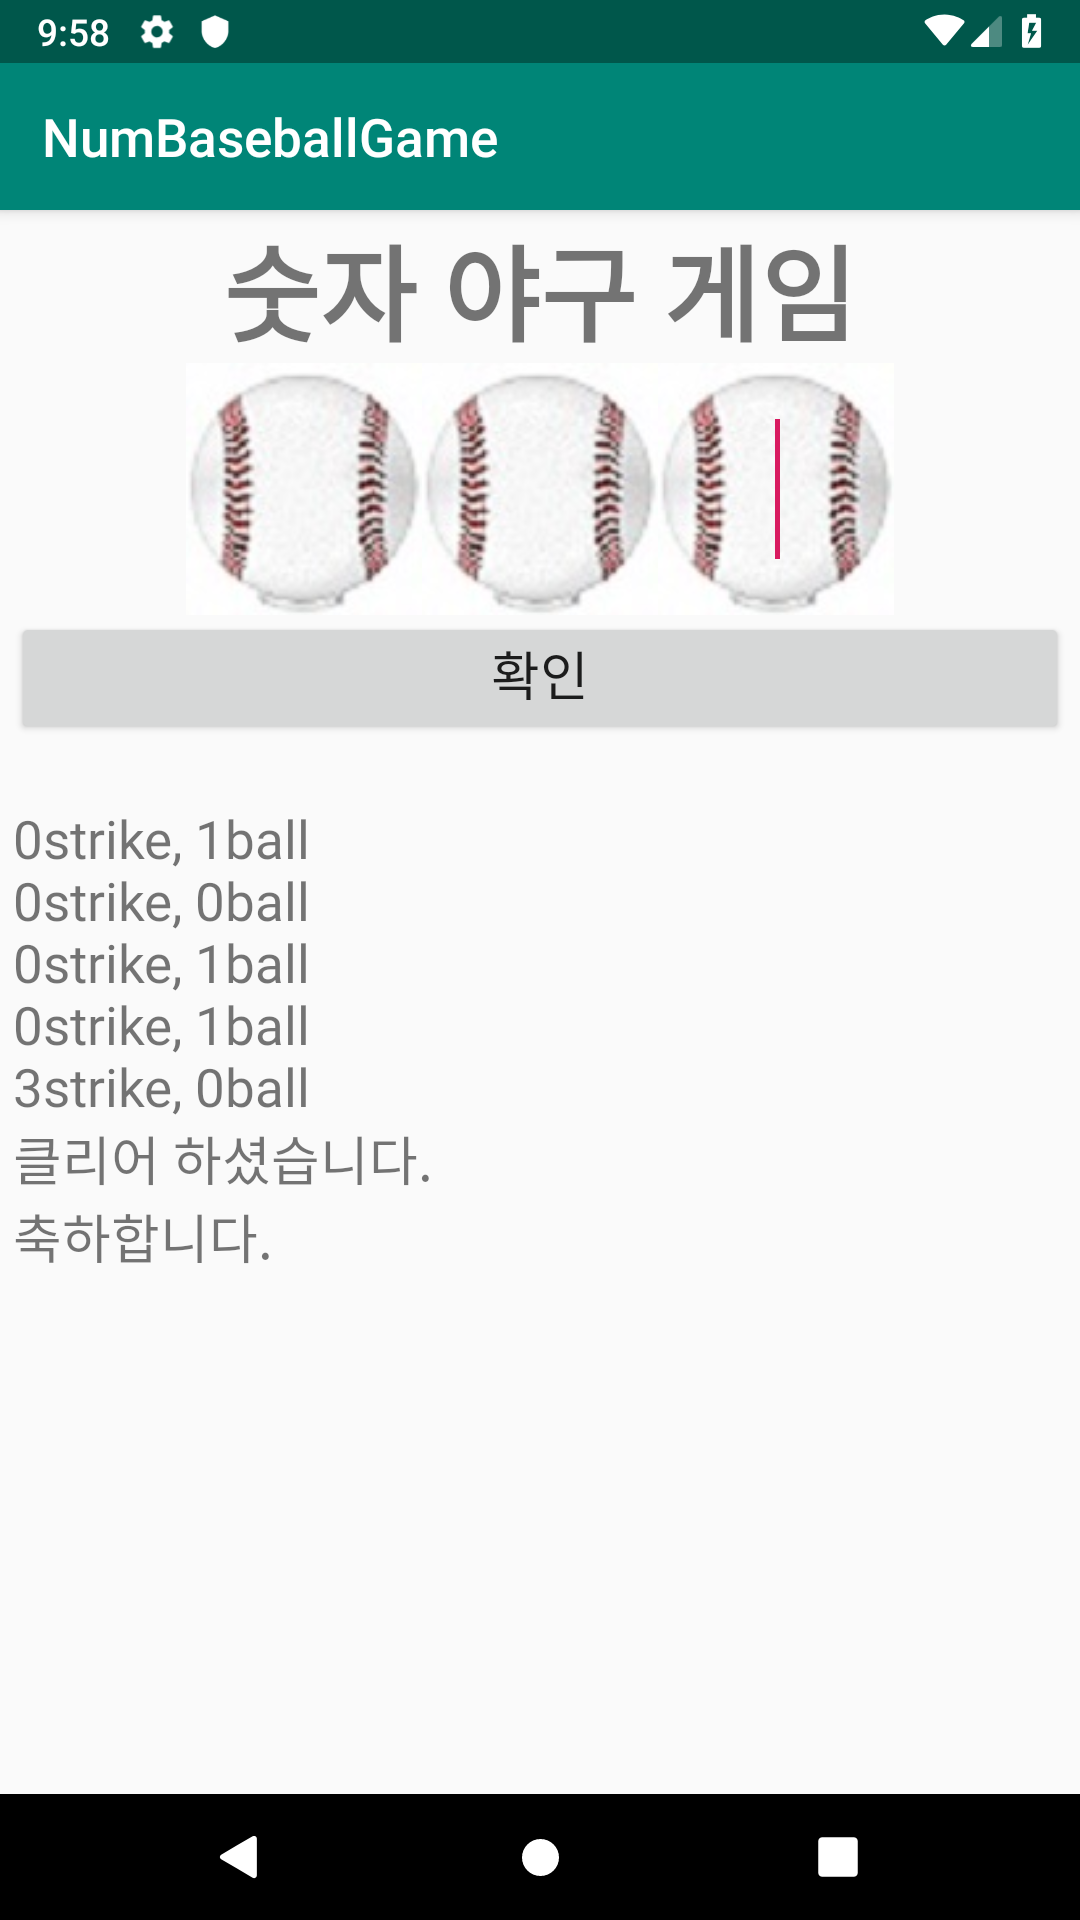 9:58
NumBaseballGame
숫자 야구 게임
확인
0strike, 1ball
0strike, 0ball
0strike, 1ball
0strike, 1ball
3strike, 0ball
클리어 하셨습니다.
축하합니다.